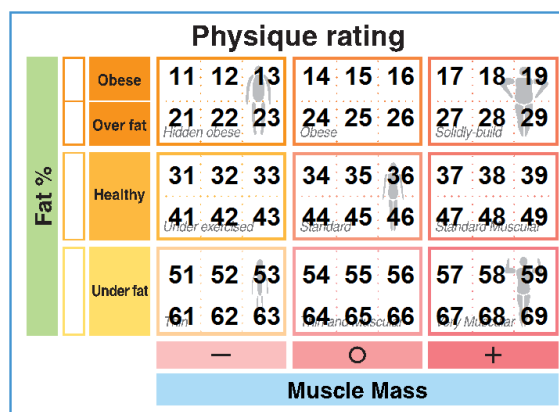 Physique rating
Fat %
Obese
11 12 13 14 15 16 17 18 19
Over fat
21 22 23 24 25 26 27 28 29
Hidden obese Obese Solidly-build
Healthy
31 32 33 34 35 36 37 38 39
41 42 43 44 45 46 47 48 49
Under exercised Standard Standard Muscular
Under fat
51 52 53 54 55 56 57 58 59
61 62 63 64 65 66 67 68 69
Thin Thin and Muscular Very Muscular
− O +
Muscle Mass